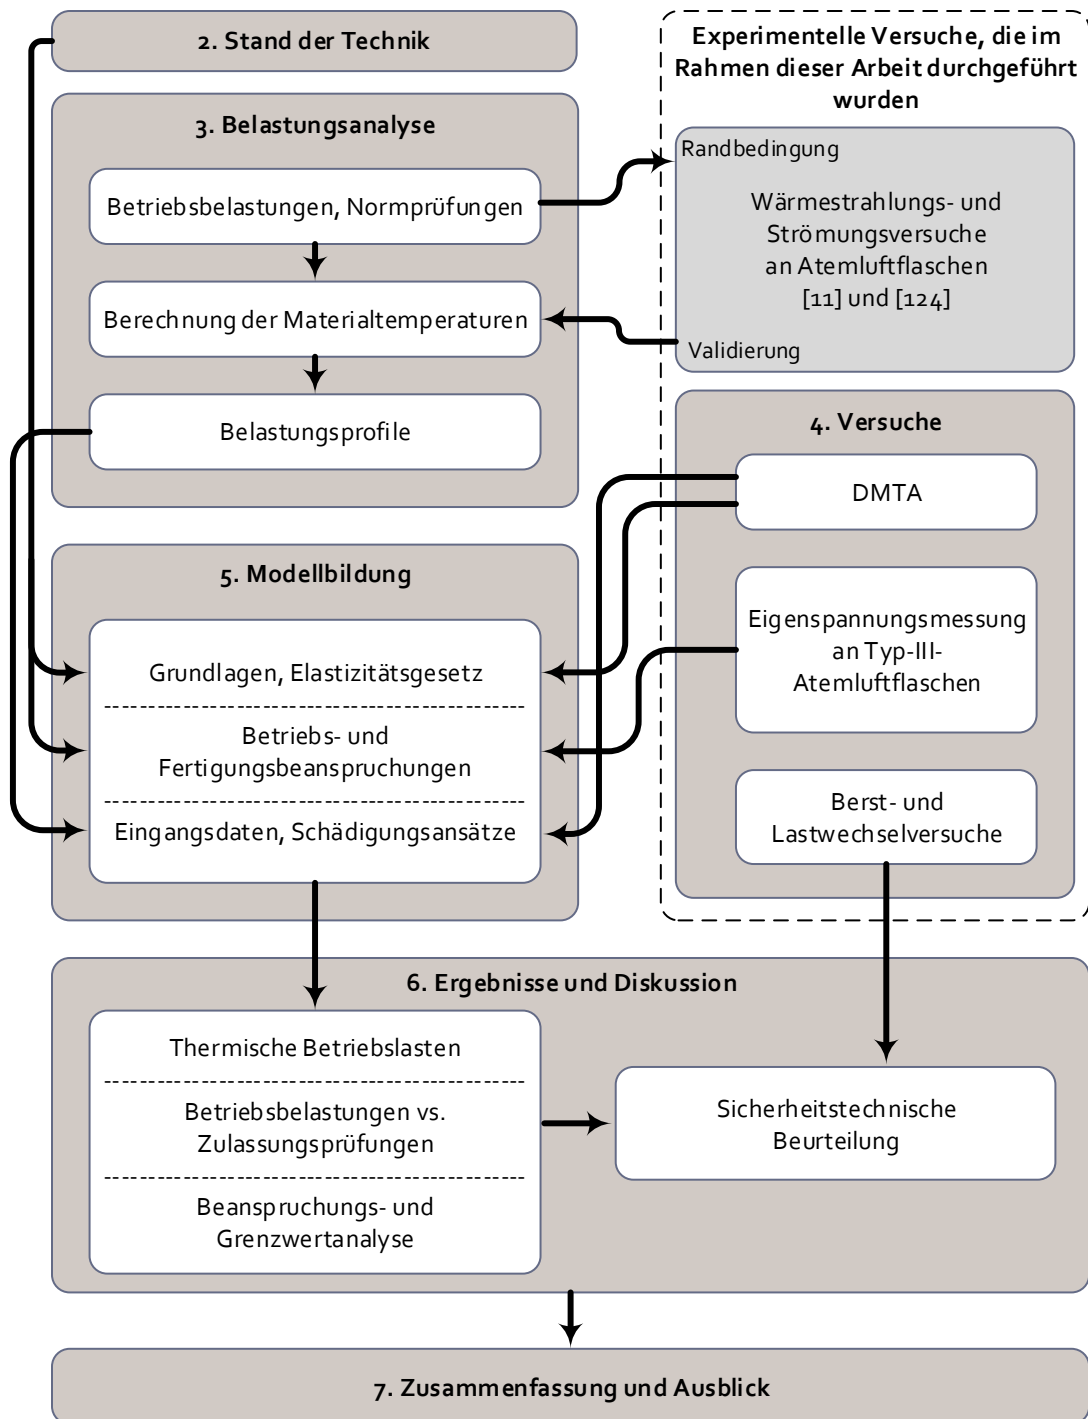 2. Stand der Technik
3. Belastungsanalyse
Betriebsbelastungen, Normprüfungen
Berechnung der Materialtemperaturen
Belastungsprofile
Experimentelle Versuche, die im
Rahmen dieser Arbeit durchgeführt
wurden
Randbedingung
Wärmestrahlungs- und
Strömungsversuche
an Atemluftflaschen
[11] und [124]
Validierung
4. Versuche
DMTA
Eigenspannungsmessung
an Typ-III-
Atemluftflaschen
Berst- und
Lastwechselversuche
5. Modellbildung
Grundlagen, Elastizitätsgesetz
Betriebs- und
Fertigungsbeanspruchungen
Eingangsdaten, Schädigungsansätze
6. Ergebnisse und Diskussion
Thermische Betriebslasten
Betriebsbelastungen vs.
Zulassungsprüfungen
Beanspruchungs- und
Grenzwertanalyse
Sicherheitstechnische
Beurteilung
7. Zusammenfassung und Ausblick